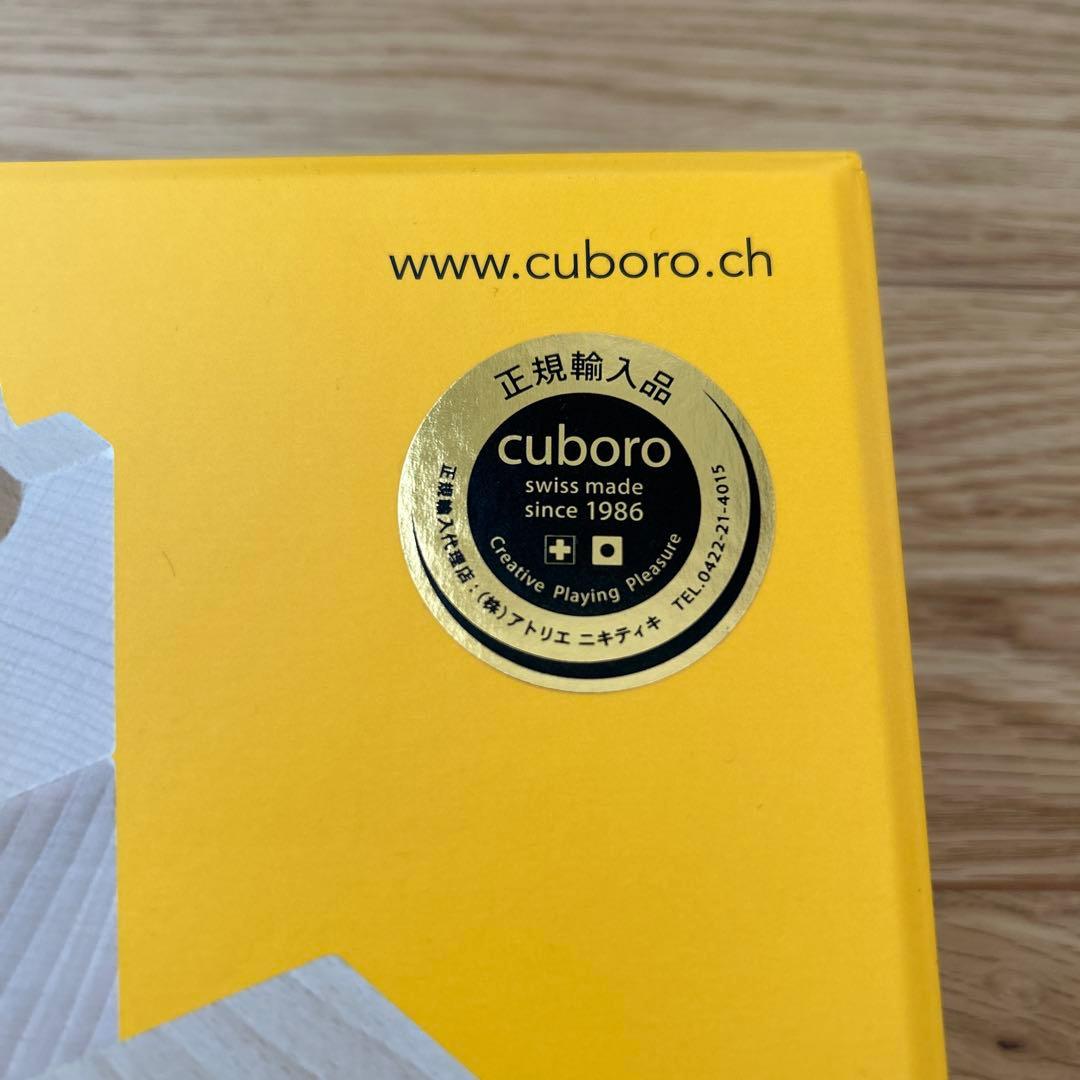 www.cuboro.ch
正規輸入品
cuboro
swiss made
since 1986
Creative Playing Pleasure
正規輸入代理店：(株)アトリエ ニキティキ TEL.0422-21-4015